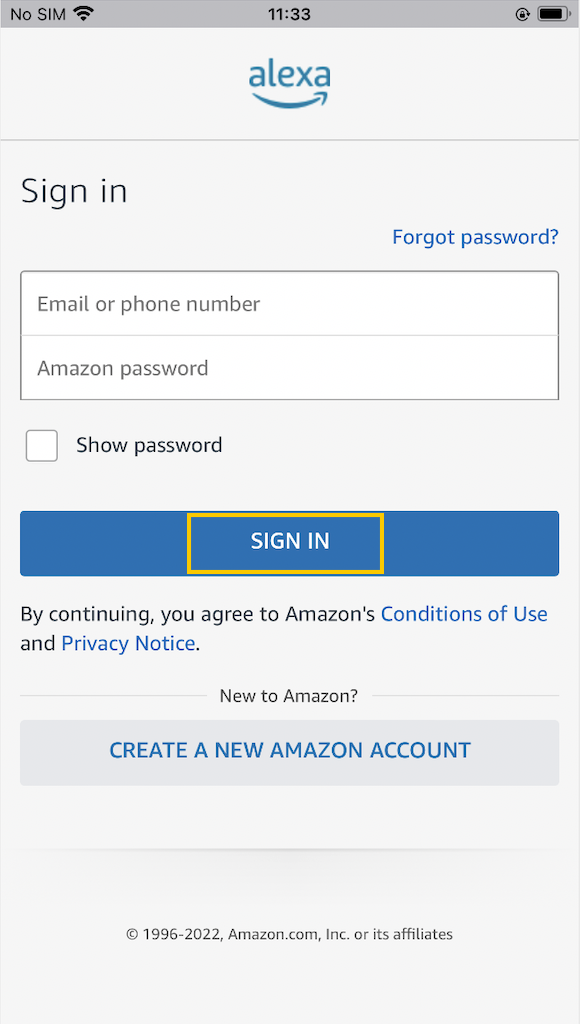 No SIM 11:33
alexa
Sign in
Forgot password?
Email or phone number
Amazon password
Show password
SIGN IN
By continuing, you agree to Amazon's Conditions of Use
and Privacy Notice.
New to Amazon?
CREATE A NEW AMAZON ACCOUNT
© 1996-2022, Amazon.com, Inc. or its affiliates